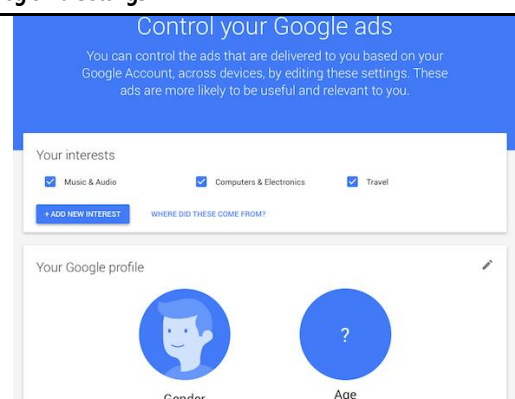 Control your Google ads
You can control the ads that are delivered to you based on your
Google Account, across devices, by editing these settings. These
ads are more likely to be useful and relevant to you.
Your interests
Music & Audio
Computers & Electronics
Travel
+ ADD NEW INTEREST
WHERE DID THESE COME FROM?
Your Google profile
?
Gender
Age